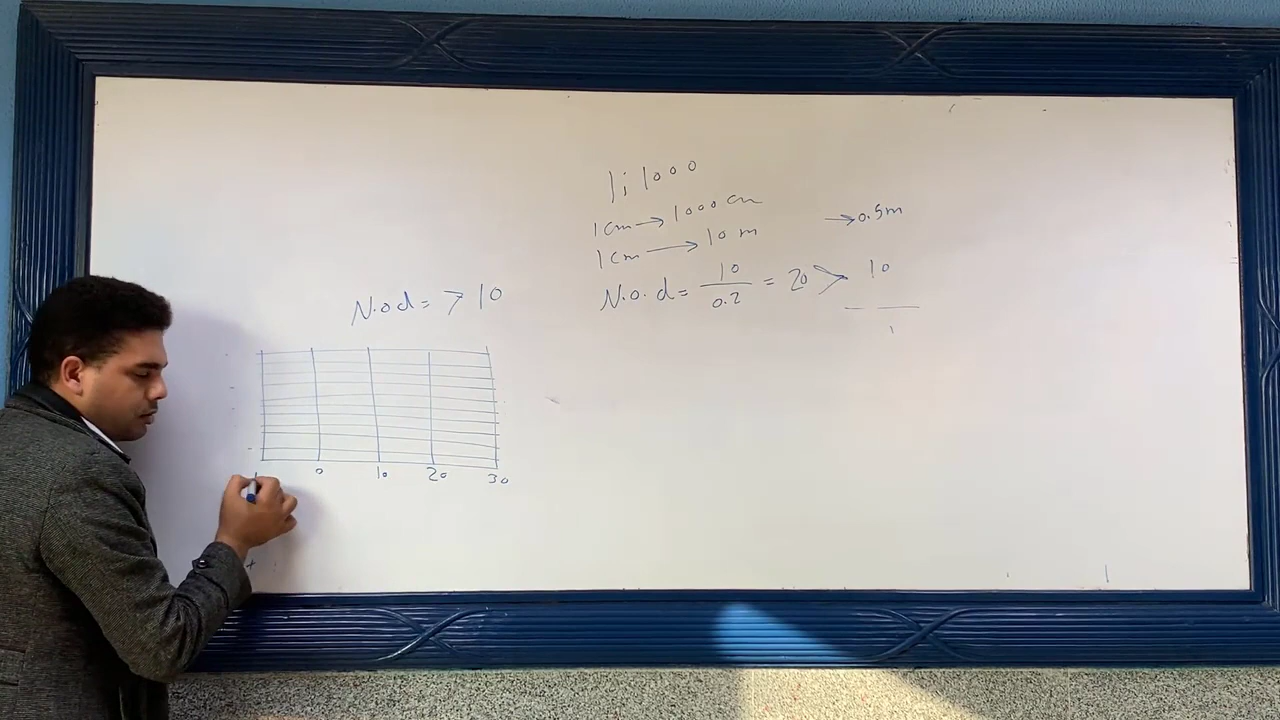 1 : 1000
1 cm → 1000 cm
→ 0.5m
1 cm → 10 m
N.o.d = 10 / 0.2 = 20 > 10
N.o.d = > 10
0 10 20 30